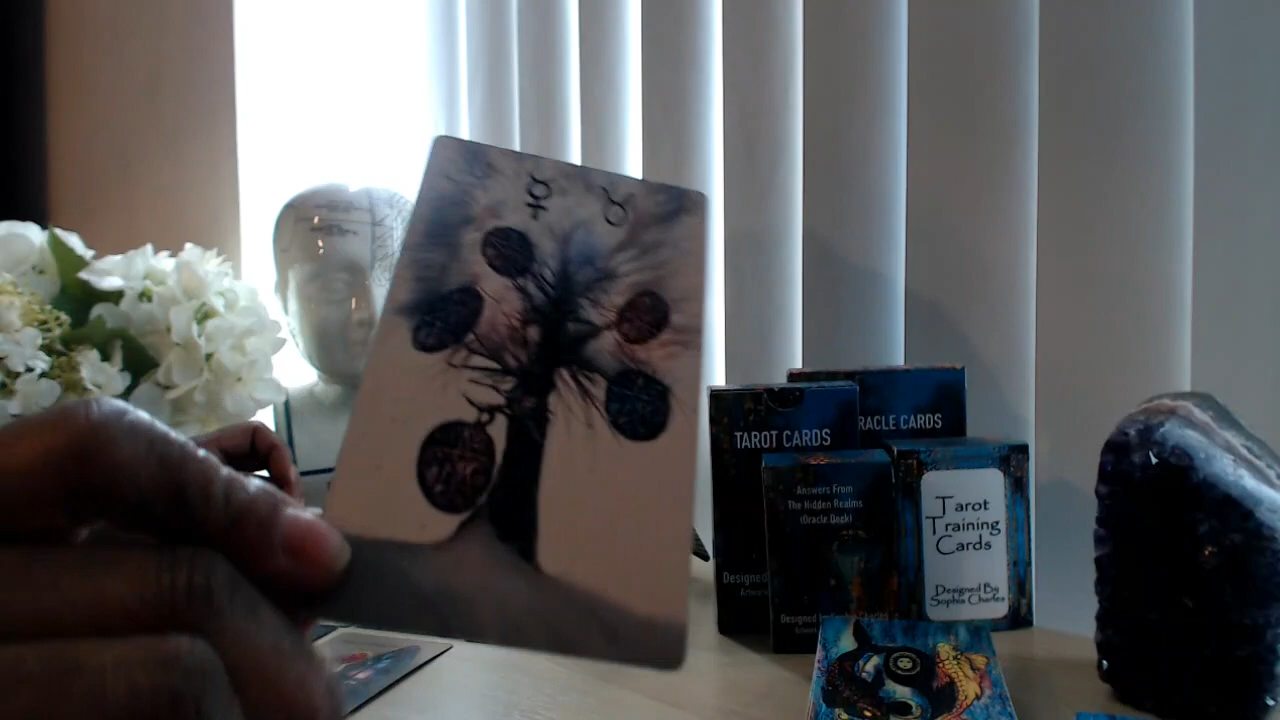 TAROT CARDS
Designed
ORACLE CARDS
Answers From
The Hidden Realms
(Oracle Deck)
Designed
Tarot
Training
Cards
Designed By
Sophia Charles